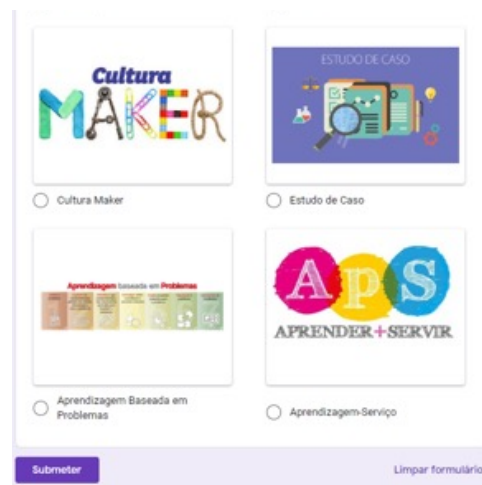 Cultura
MAKER
Cultura Maker
ESTUDO DE CASO
Estudo de Caso
Aprendizagem baseada em Problemas
Aprendizagem Baseada em
Problemas
ApS
APRENDER+SERVIR
Aprendizagem-Serviço
Submeter
Limpar formulário